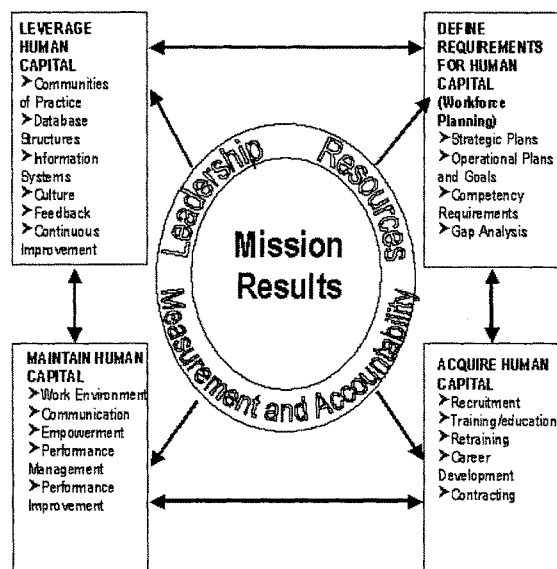 LEVERAGE
HUMAN
CAPITAL
➤Communities
of Practice
➤Database
Structures
➤Information
Systems
➤Culture
➤Feedback
➤Continuous
Improvement
DEFINE
REQUIREMENTS
FOR HUMAN
CAPITAL
(Workforce
Planning)
➤Strategic Plans
➤Operational Plans
and Goals
➤Competency
Requirements
➤Gap Analysis
Leadership
Resources
Mission
Results
Measurement and Accountability
MAINTAIN HUMAN
CAPITAL
➤Work Environment
➤Communication
➤Empowerment
➤Performance
Management
➤Performance
Improvement
ACQUIRE HUMAN
CAPITAL
➤Recruitment
➤Training/education
➤Retraining
➤Career
Development
➤Contracting